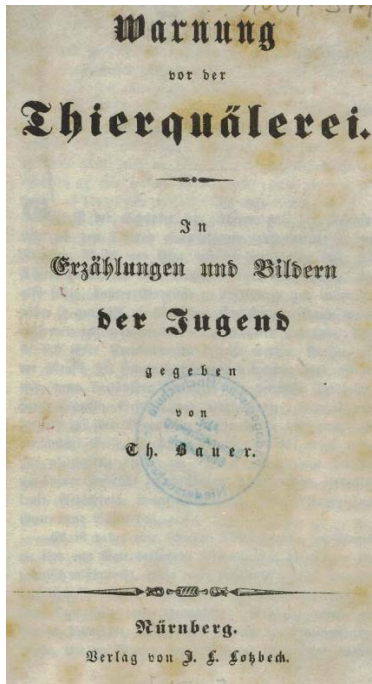 Warnung
vor der
Thierquälerei.
In
Erzählungen und Bildern
der Jugend
gegeben
von
Th. Bauer.
Nürnberg.
Verlag von J. L. Lotzbeck.